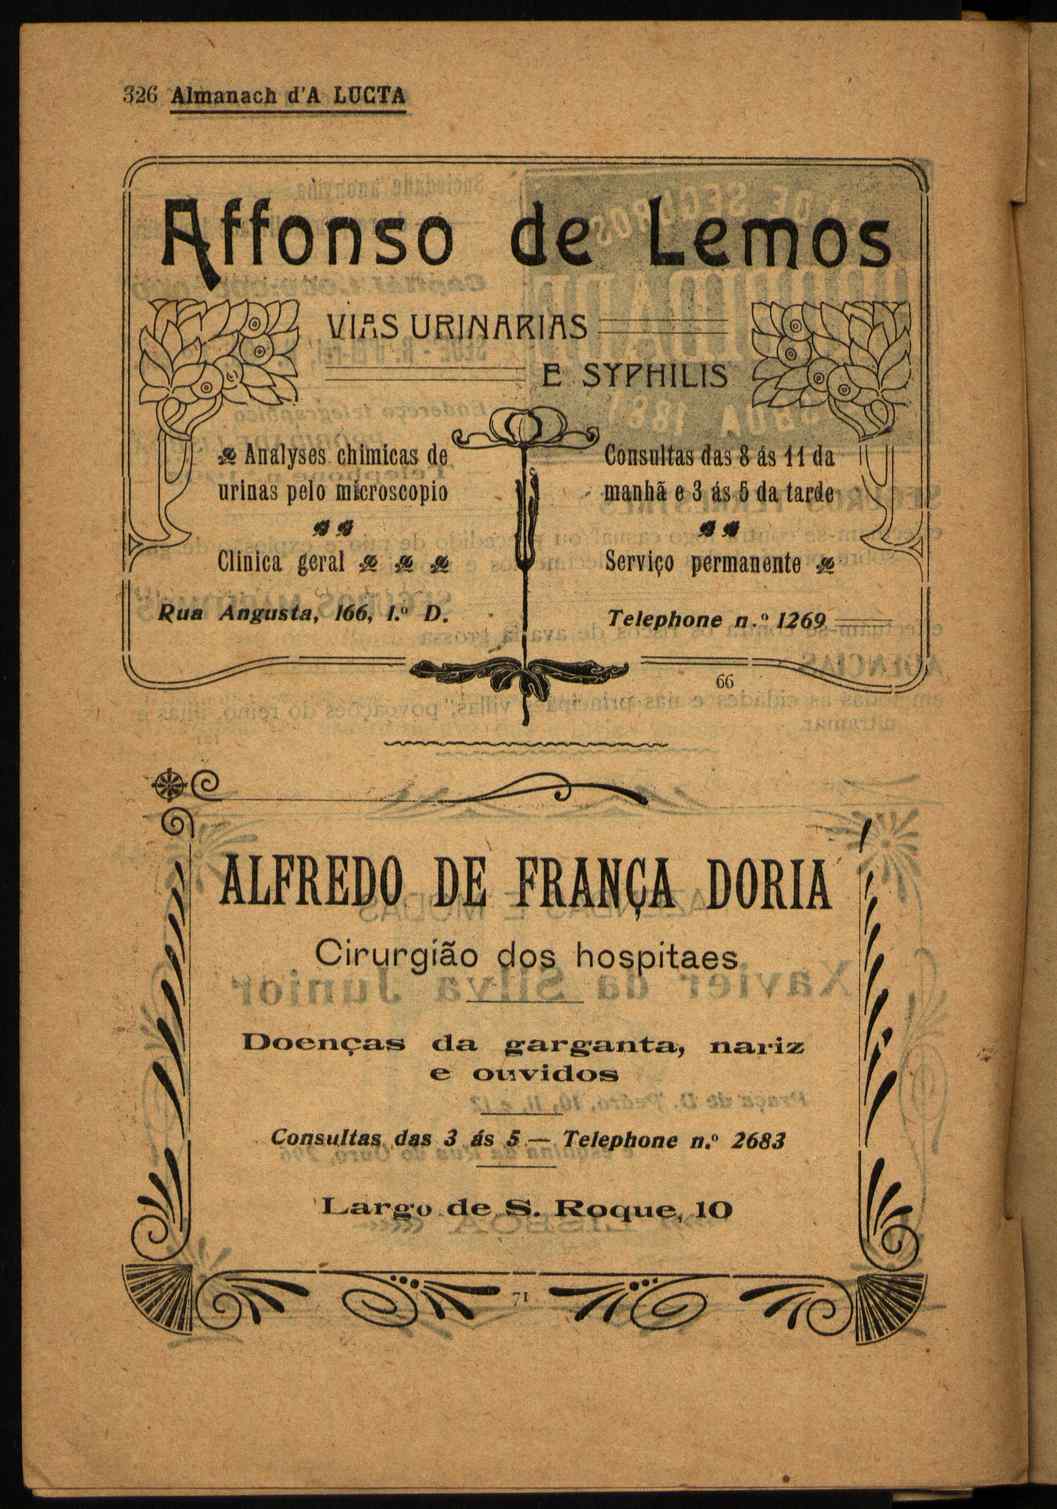 326 Almanach d'A LUCTA
Affonso de Lemos
VIAS URINARIAS
E SYPHILIS
Analyses chimicas de
urinas pelo microscopio
Clinica geral
Rua Angusta, 166, 1.º D.
Consultas das 8 ás 11 da
manhã e 3 ás 5 da tarde
Serviço permanente
Telephone n.º 1269
66
ALFREDO DE FRANÇA DORIA
Cirurgião dos hospitaes
Doenças da garganta, nariz
e ouvidos
Consultas das 3 ás 5 — Telephone n.º 2683
Largo de S. Roque, 10
71